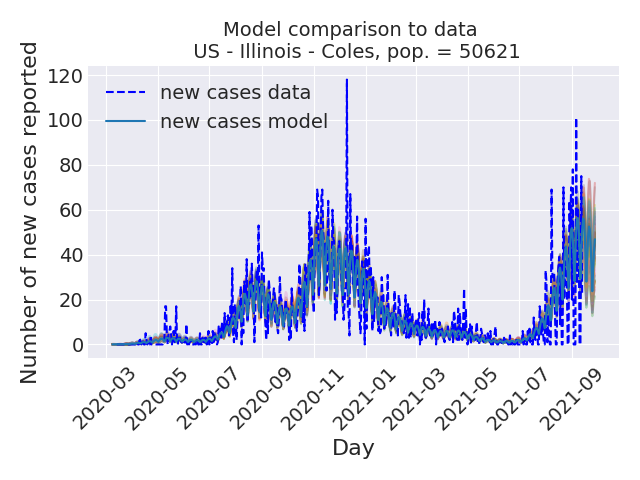 Model comparison to data
US - Illinois - Coles, pop. = 50621
Number of new cases reported
120
100
80
60
40
20
0
new cases data
new cases model
2020-03
2020-05
2020-07
2020-09
2020-11
2021-01
2021-03
2021-05
2021-07
2021-09
Day